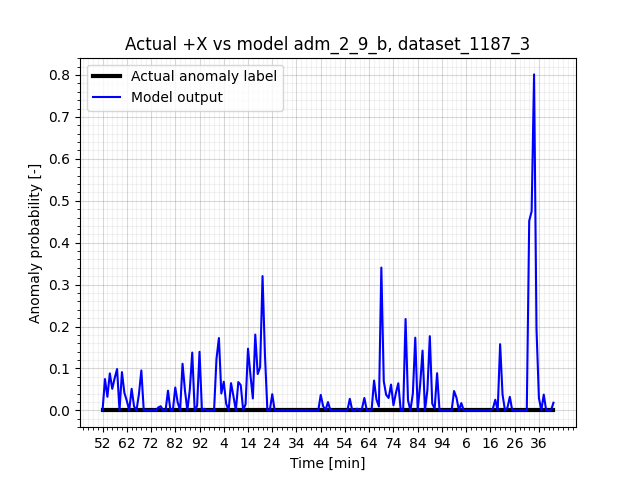 Actual +X vs model adm_2_9_b, dataset_1187_3
Actual anomaly label
Model output
Anomaly probability [-]
0.8
0.7
0.6
0.5
0.4
0.3
0.2
0.1
0.0
52 62 72 82 92 4 14 24 34 44 54 64 74 84 94 6 16 26 36
Time [min]